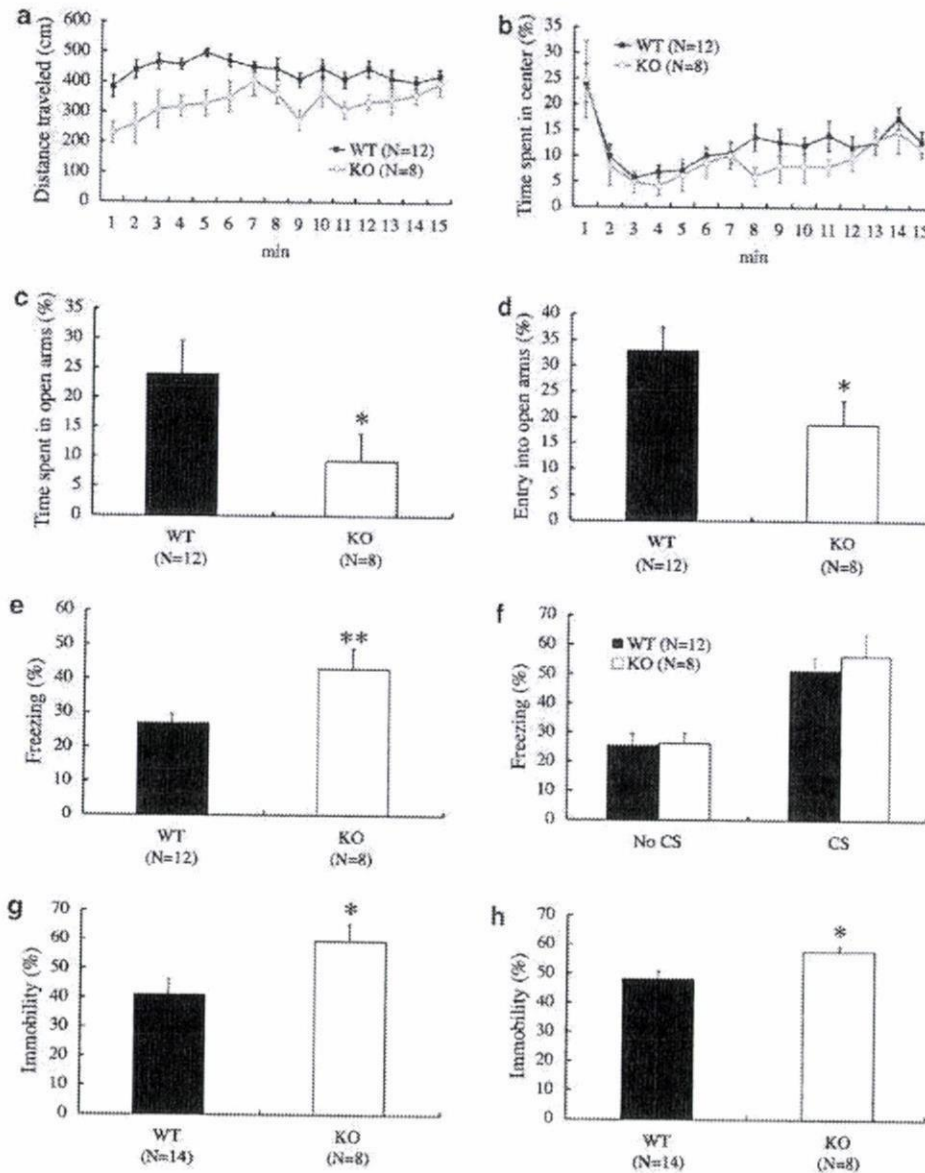 a
Distance traveled (cm)
600
500
400
300
200
100
0
WT (N=12)
KO (N=8)
1 2 3 4 5 6 7 8 9 10 11 12 13 14 15
min
b
Time spent in center (%)
35
30
25
20
15
10
5
0
WT (N=12)
KO (N=8)
1 2 3 4 5 6 7 8 9 10 11 12 13 14 15
min
c
Time spent in open arms (%)
35
30
25
20
15
10
5
0
*
WT KO
(N=12) (N=8)
d
Entry into open arms (%)
40
35
30
25
20
15
10
5
0
*
WT KO
(N=12) (N=8)
e
Freezing (%)
60
50
40
30
20
10
0
**
WT KO
(N=12) (N=8)
f
Freezing (%)
70
60
50
40
30
20
10
0
WT (N=12)
KO (N=8)
No CS CS
g
Immobility (%)
70
60
50
40
30
20
10
0
*
WT KO
(N=14) (N=8)
h
Immobility (%)
70
60
50
40
30
20
10
0
*
WT KO
(N=14) (N=8)